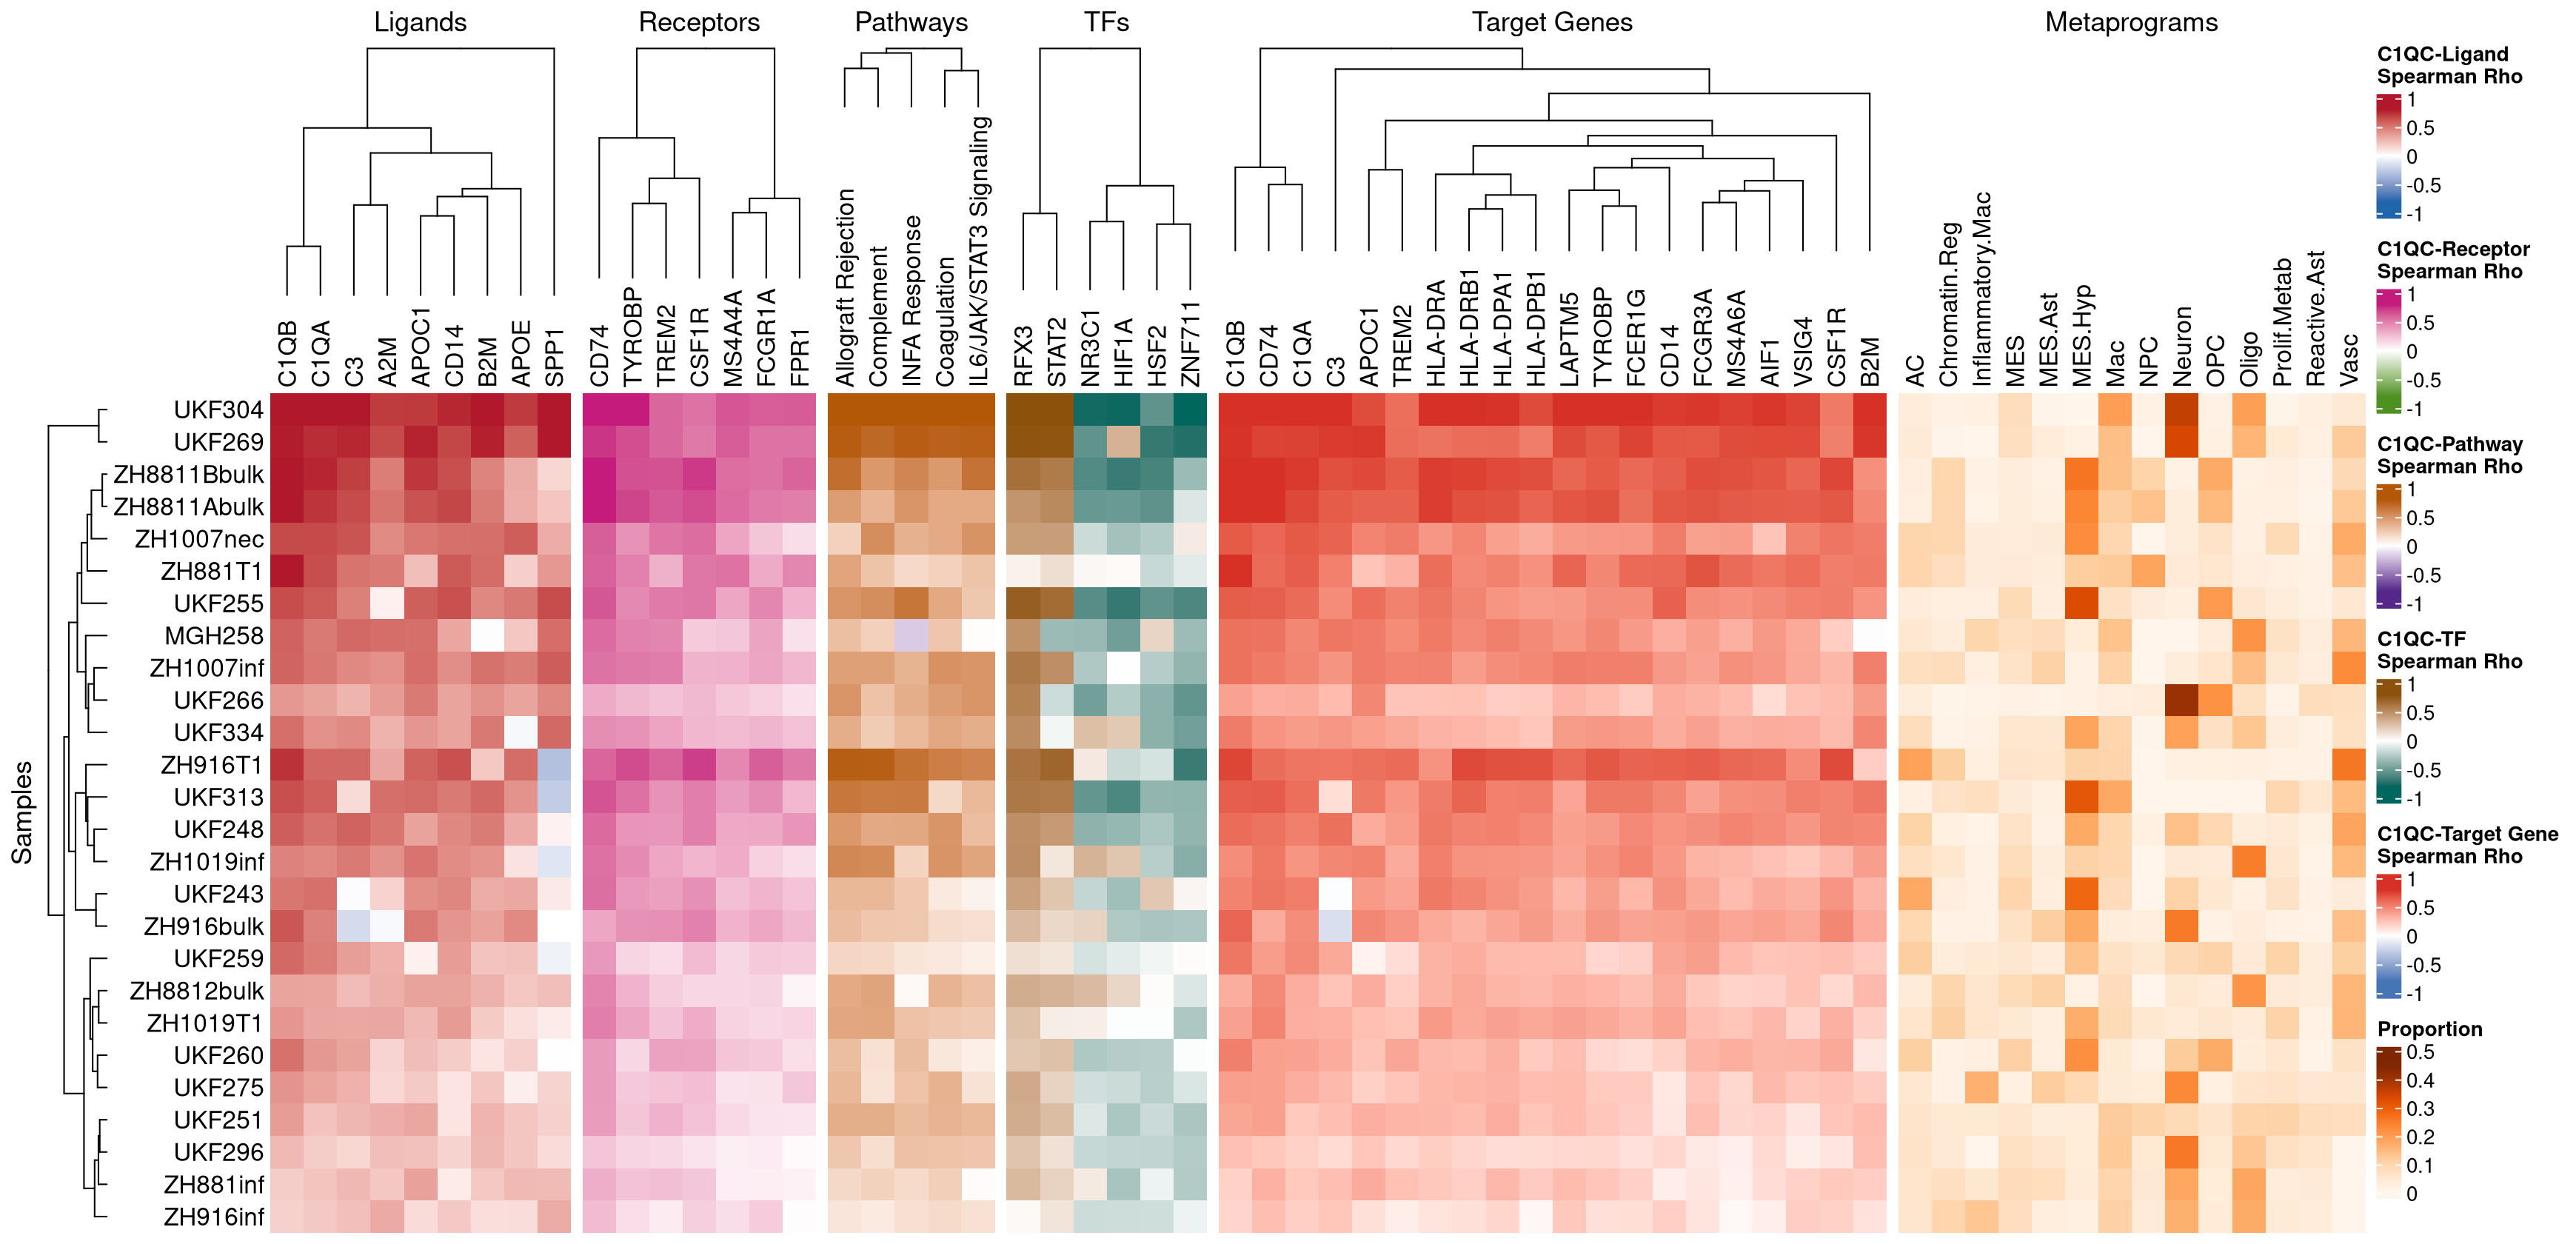 Ligands
Receptors
Pathways
TFs
Target Genes
Metaprograms
C1QB
C1QA
C3
A2M
APOC1
CD14
B2M
APOE
SPP1
CD74
TYROBP
TREM2
CSF1R
MS4A4A
FCGR1A
FPR1
Allograft Rejection
Complement
INFA Response
Coagulation
IL6/JAK/STAT3 Signaling
RFX3
STAT2
NR3C1
HIF1A
HSF2
ZNF711
C1QB
CD74
C1QA
C3
APOC1
TREM2
HLA-DRA
HLA-DRB1
HLA-DPA1
HLA-DPB1
LAPTM5
TYROBP
FCER1G
CD14
FCGR3A
MS4A6A
AIF1
VSIG4
CSF1R
B2M
AC
Chromatin.Reg
Inflammatory.Mac
MES
MES.Ast
MES.Hyp
Mac
NPC
Neuron
OPC
Oligo
Prolif.Metab
Reactive.Ast
Vasc
Samples
UKF304
UKF269
ZH8811Bbulk
ZH8811Abulk
ZH1007nec
ZH881T1
UKF255
MGH258
ZH1007inf
UKF266
UKF334
ZH916T1
UKF313
UKF248
ZH1019inf
UKF243
ZH916bulk
UKF259
ZH8812bulk
ZH1019T1
UKF260
UKF275
UKF251
UKF296
ZH881inf
ZH916inf
C1QC-Ligand
Spearman Rho
1
0.5
0
-0.5
-1
C1QC-Receptor
Spearman Rho
1
0.5
0
-0.5
-1
C1QC-Pathway
Spearman Rho
1
0.5
0
-0.5
-1
C1QC-TF
Spearman Rho
1
0.5
0
-0.5
-1
C1QC-Target Gene
Spearman Rho
1
0.5
0
-0.5
-1
Proportion
0.5
0.4
0.3
0.2
0.1
0